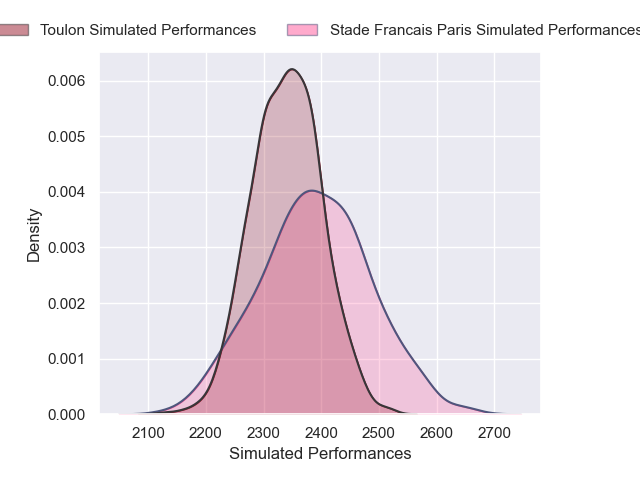 Toulon Simulated Performances
Stade Francais Paris Simulated Performances
0.006
0.005
0.004
0.003
0.002
0.001
0.000
Density
2100 2200 2300 2400 2500 2600 2700
Simulated Performances